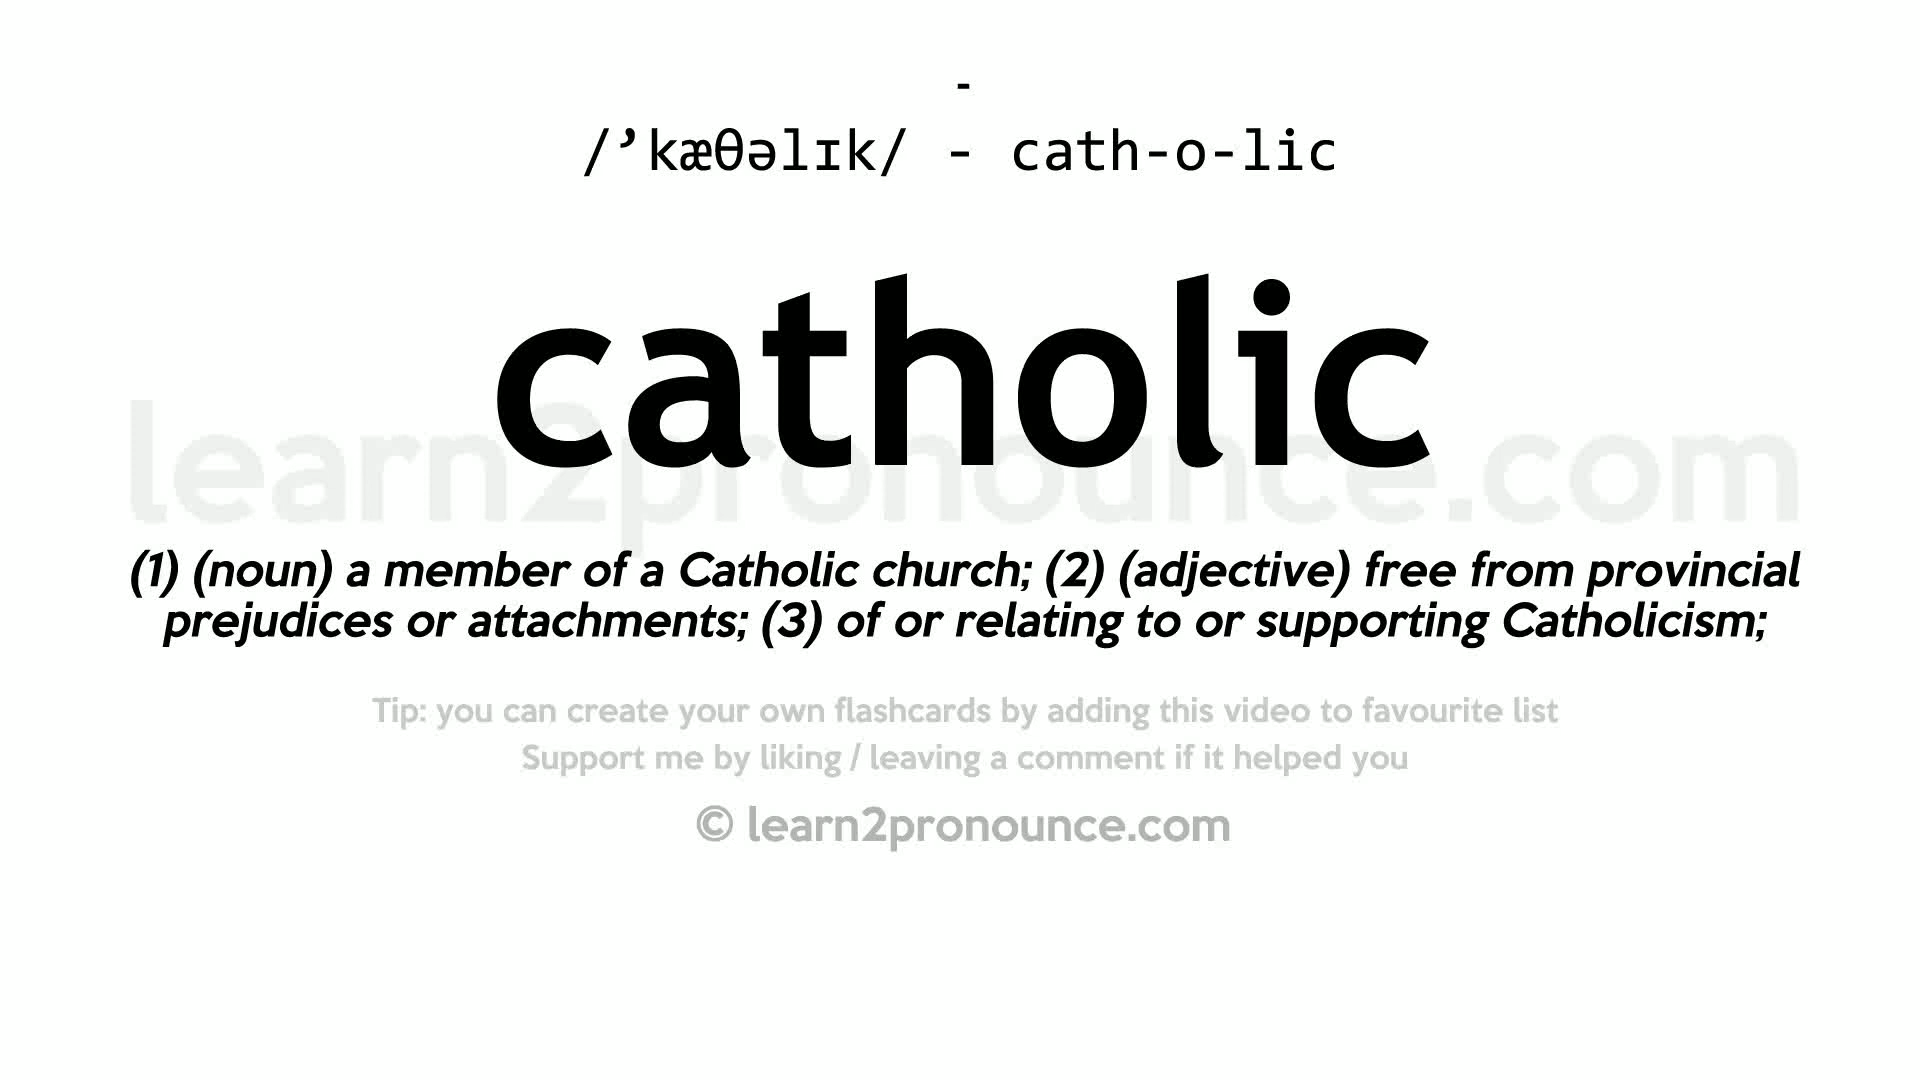 -
/’kæθəlɪk/ - cath-o-lic
catholic
learn2pronounce.com
(1) (noun) a member of a Catholic church; (2) (adjective) free from provincial
prejudices or attachments; (3) of or relating to or supporting Catholicism;
Tip: you can create your own flashcards by adding this video to favourite list
Support me by liking / leaving a comment if it helped you
© learn2pronounce.com